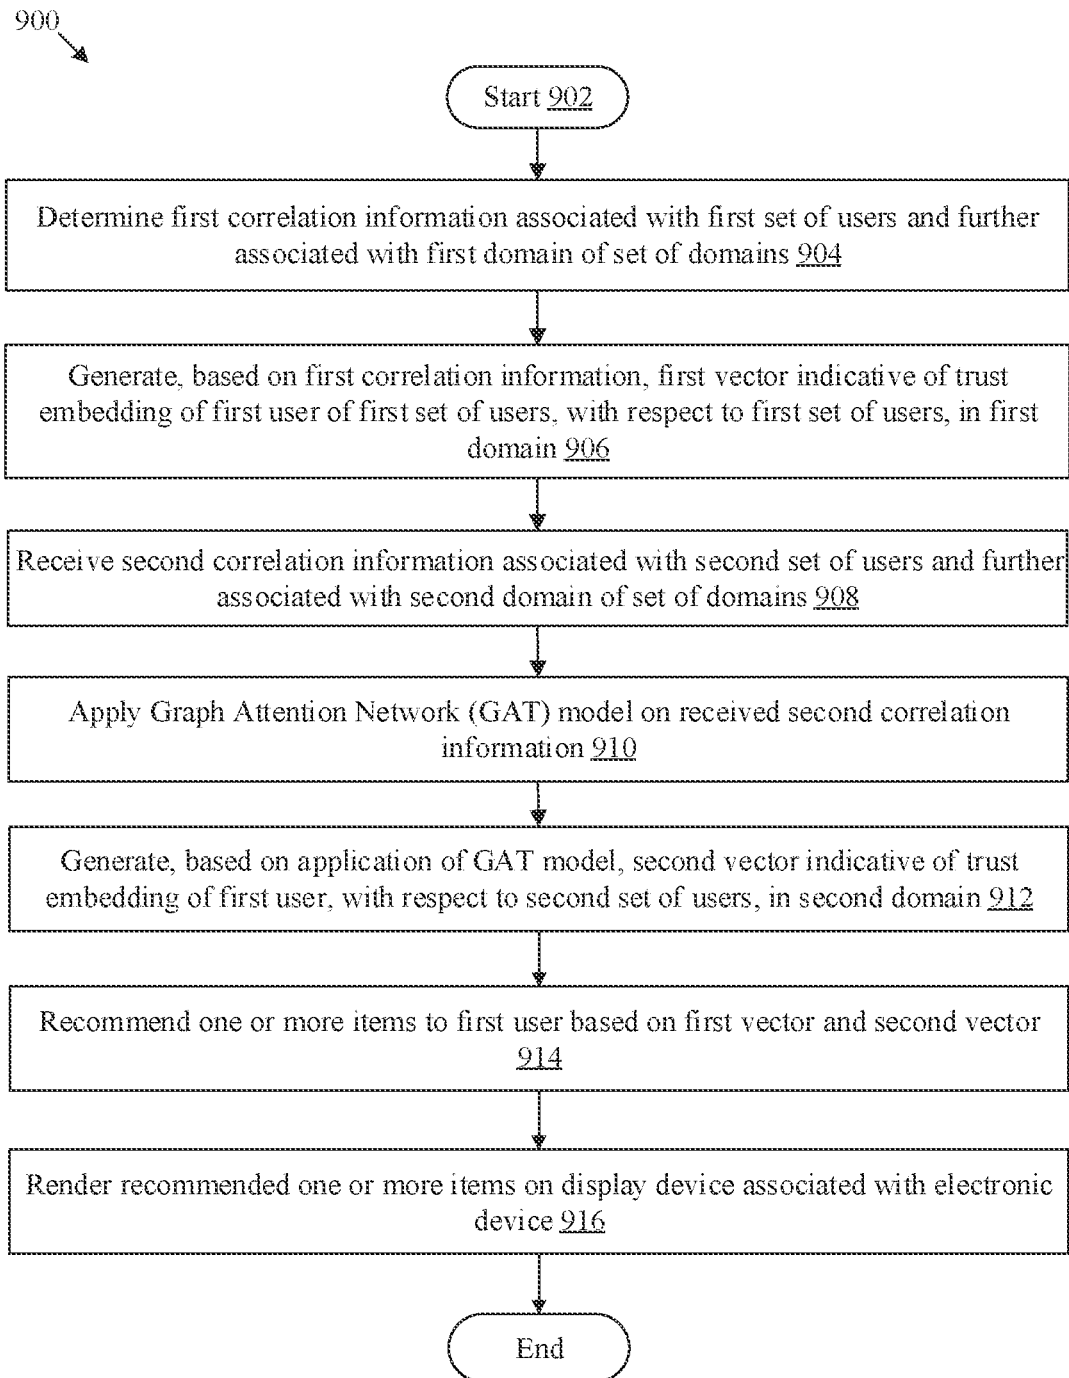 900
Start 902
Determine first correlation information associated with first set of users and further
associated with first domain of set of domains 904
Generate, based on first correlation information, first vector indicative of trust
embedding of first user of first set of users, with respect to first set of users, in first
domain 906
Receive second correlation information associated with second set of users and further
associated with second domain of set of domains 908
Apply Graph Attention Network (GAT) model on received second correlation
information 910
Generate, based on application of GAT model, second vector indicative of trust
embedding of first user, with respect to second set of users, in second domain 912
Recommend one or more items to first user based on first vector and second vector
914
Render recommended one or more items on display device associated with electronic
device 916
End